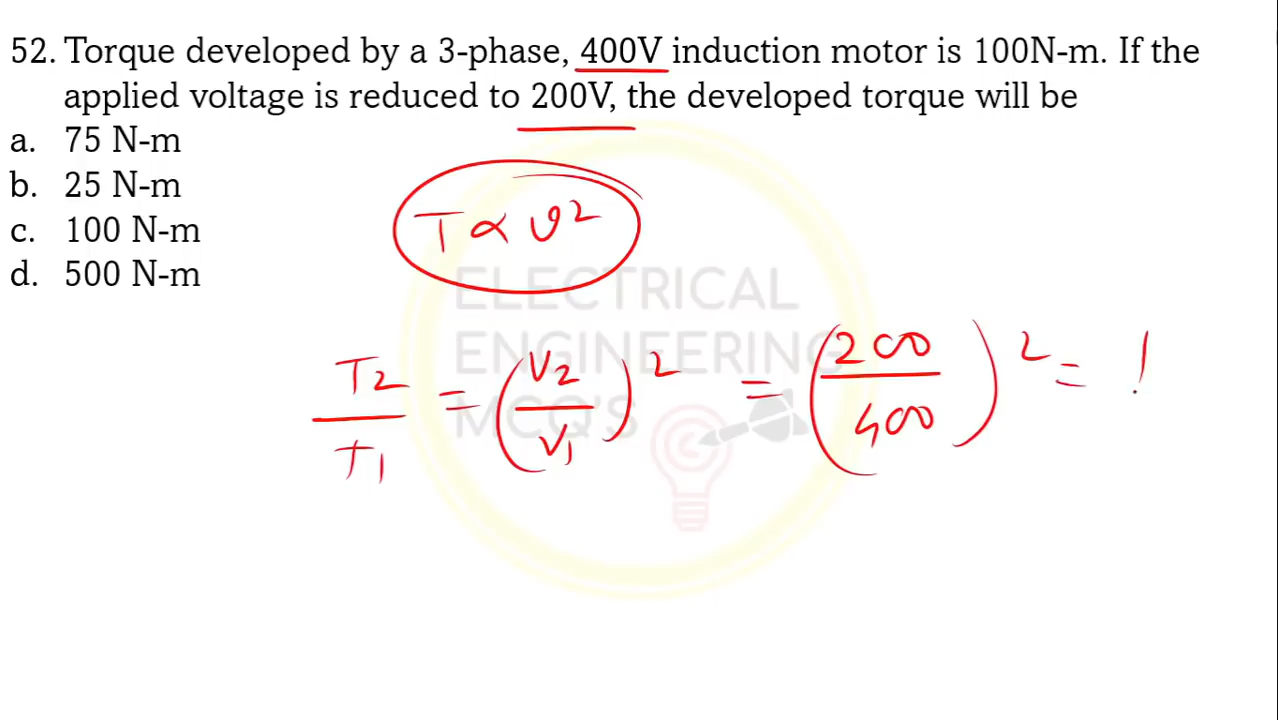 52. Torque developed by a 3-phase, 400V induction motor is 100N-m. If the
applied voltage is reduced to 200V, the developed torque will be
a. 75 N-m
b. 25 N-m
c. 100 N-m
d. 500 N-m
T ∝ v²
ELECTRICAL
ENGINEERING
MCQ'S
T2/T1 = (V2/V1)² = (200/400)² =